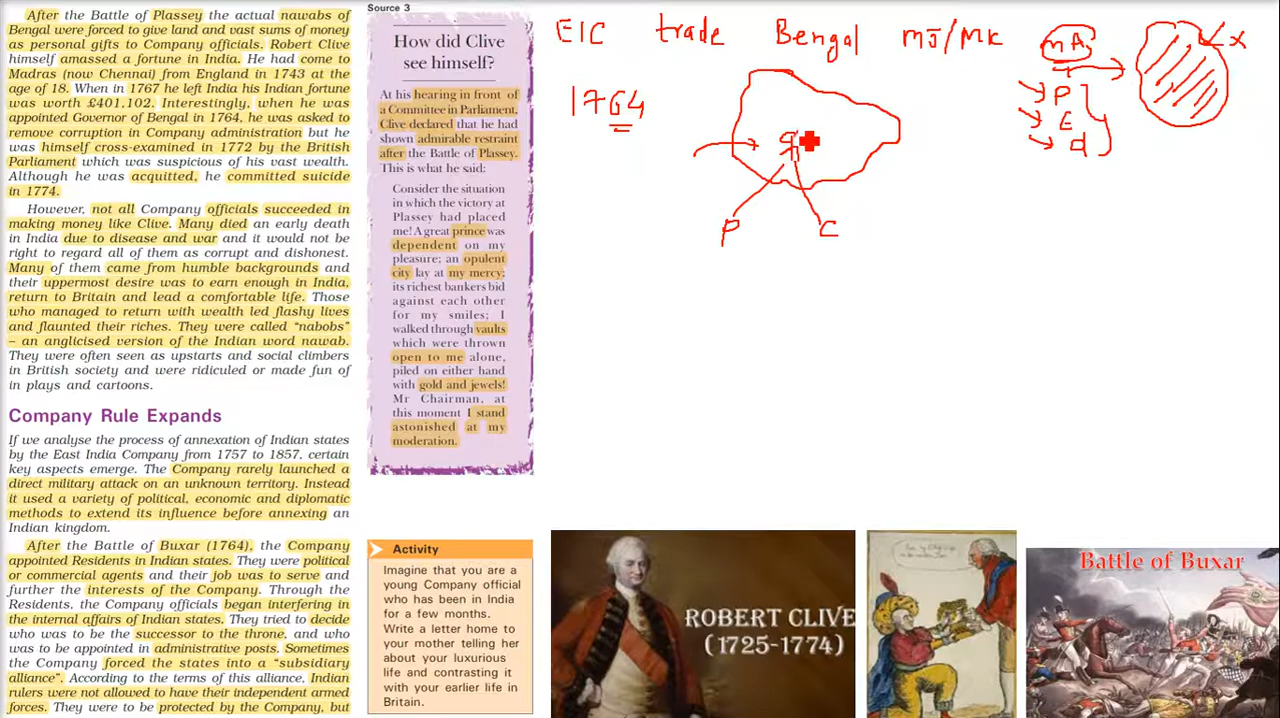 After the Battle of Plassey the actual nawabs of
Bengal were forced to give land and vast sums of money
as personal gifts to Company officials. Robert Clive
himself amassed a fortune in India. He had come to
Madras (now Chennai) from England in 1743 at the
age of 18. When in 1767 he left India his Indian fortune
was worth £401,102. Interestingly, when he was
appointed Governor of Bengal in 1764, he was asked to
remove corruption in Company administration but he
was himself cross-examined in 1772 by the British
Parliament which was suspicious of his vast wealth.
Although he was acquitted, he committed suicide
in 1774.
However, not all Company officials succeeded in
making money like Clive. Many died an early death
in India due to disease and war and it would not be
right to regard all of them as corrupt and dishonest.
Many of them came from humble backgrounds and
their uppermost desire was to earn enough in India,
return to Britain and lead a comfortable life. Those
who managed to return with wealth led flashy lives
and flaunted their riches. They were called "nabobs"
– an anglicised version of the Indian word nawab.
They were often seen as upstarts and social climbers
in British society and were ridiculed or made fun of
in plays and cartoons.
Company Rule Expands
If we analyse the process of annexation of Indian states
by the East India Company from 1757 to 1857, certain
key aspects emerge. The Company rarely launched a
direct military attack on an unknown territory. Instead
it used a variety of political, economic and diplomatic
methods to extend its influence before annexing an
Indian kingdom.
After the Battle of Buxar (1764), the Company
appointed Residents in Indian states. They were political
or commercial agents and their job was to serve and
further the interests of the Company. Through the
Residents, the Company officials began interfering in
the internal affairs of Indian states. They tried to decide
who was to be the successor to the throne, and who
was to be appointed in administrative posts. Sometimes
the Company forced the states into a "subsidiary
alliance". According to the terms of this alliance, Indian
rulers were not allowed to have their independent armed
forces. They were to be protected by the Company, but
Source 3
How did Clive
see himself?
At his hearing in front of
a Committee in Parliament,
Clive declared that he had
shown admirable restraint
after the Battle of Plassey.
This is what he said:
Consider the situation
in which the victory at
Plassey had placed
me! A great prince was
dependent on my
pleasure; an opulent
city lay at my mercy;
its richest bankers bid
against each other
for my smiles; I
walked through vaults
which were thrown
open to me alone,
piled on either hand
with gold and jewels!
Mr Chairman, at
this moment I stand
astonished at my
moderation.
Activity
Imagine that you are a
young Company official
who has been in India
for a few months.
Write a letter home to
your mother telling her
about your luxurious
life and contrasting it
with your earlier life in
Britain.
EIC trade Bengal MJ/MK
1764
P C
MA x
P
E
d
ROBERT CLIVE
(1725-1774)
Battle of Buxar